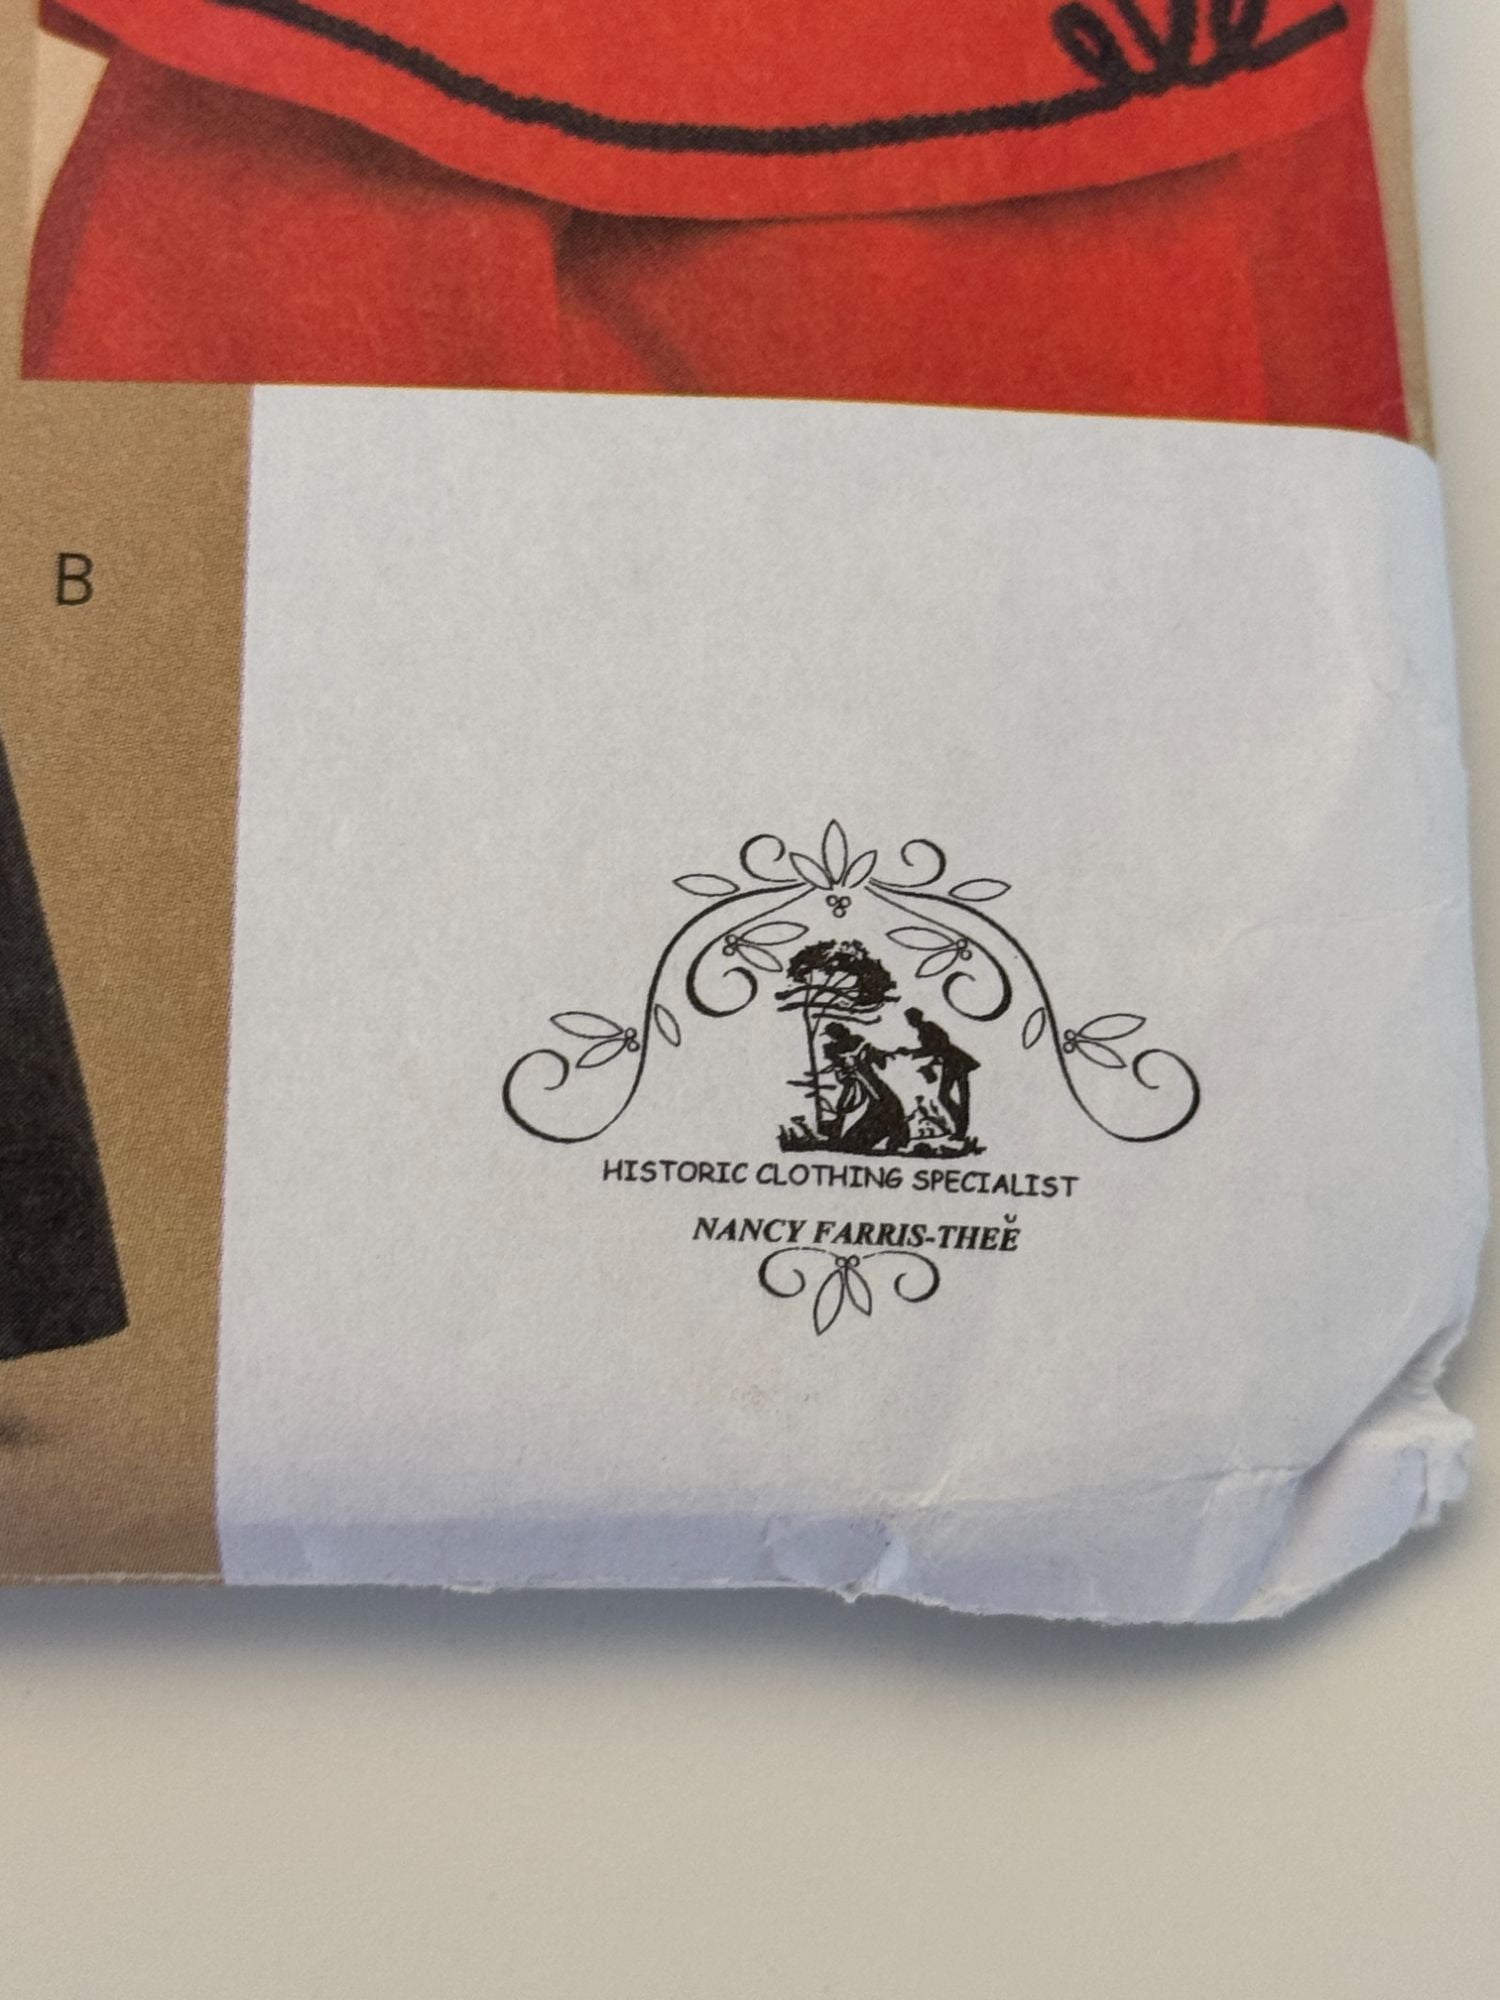 B
HISTORIC CLOTHING SPECIALIST
NANCY FARRIS-THEĔ